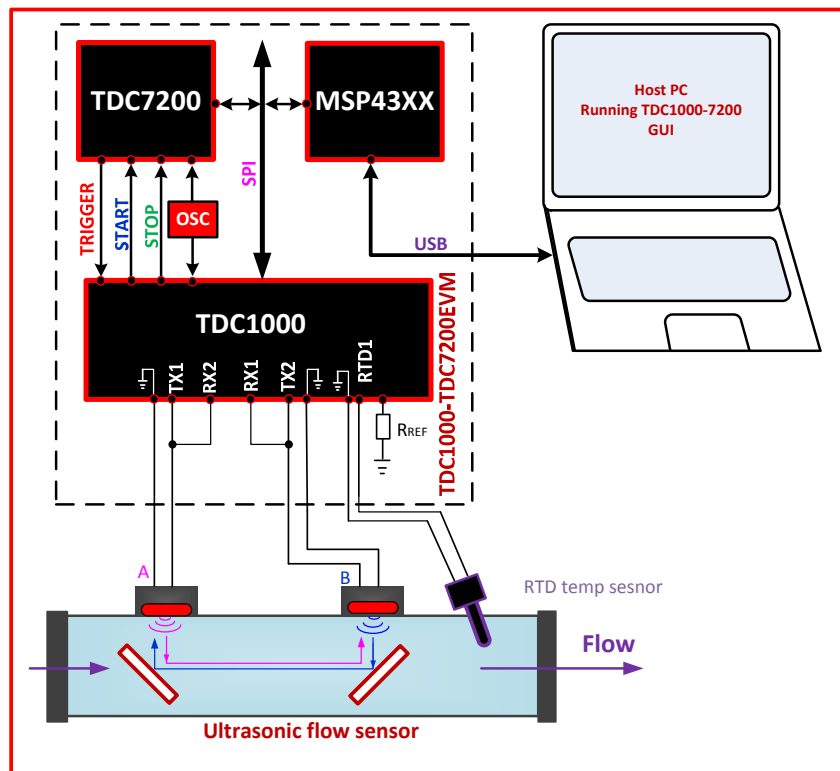 TDC7200
MSP43XX
Host PC
Running TDC1000-7200
GUI
TRIGGER
START
STOP
OSC
SPI
USB
TDC1000
TX1
RX2
RX1
TX2
RTD1
RREF
TDC1000-TDC7200EVM
A
B
RTD temp sesnor
Flow
Ultrasonic flow sensor